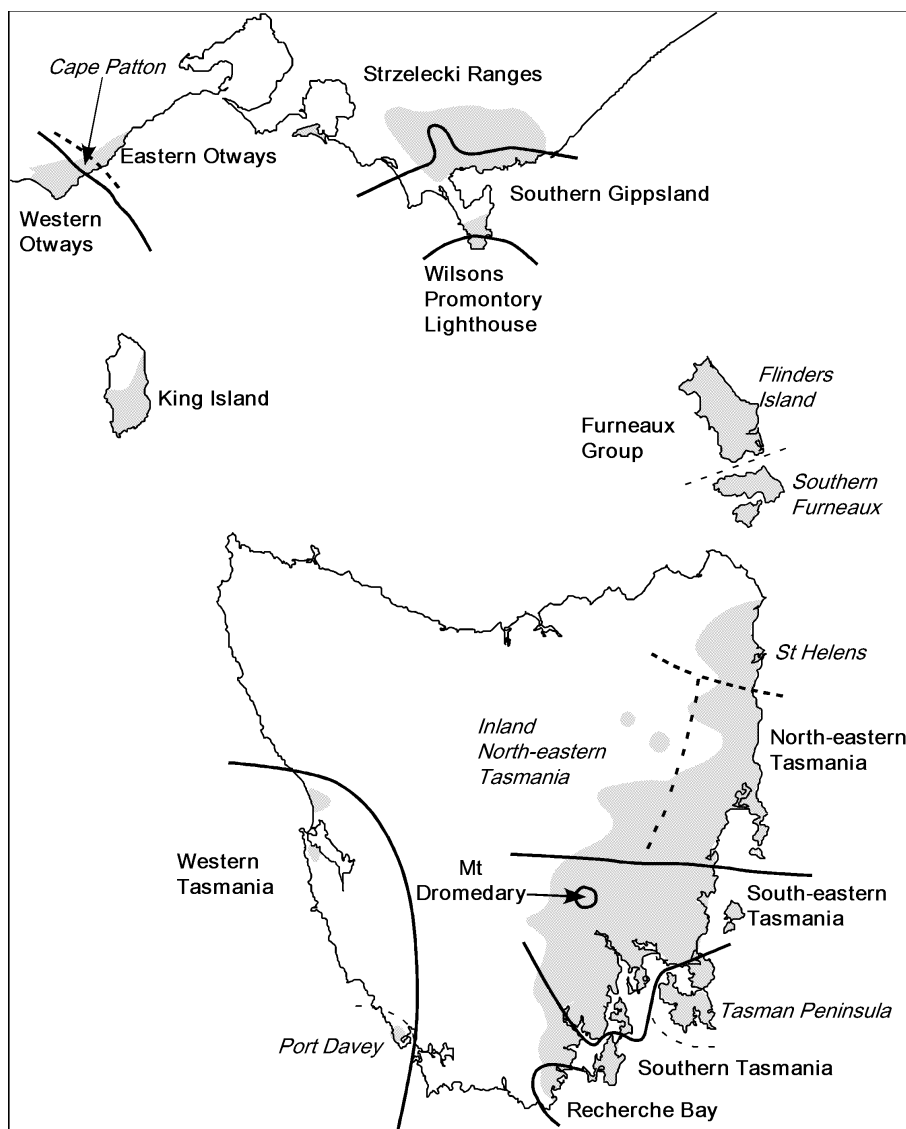 Cape Patton
Strzelecki Ranges
Eastern Otways
Southern Gippsland
Western
Otways
Wilsons
Promontory
Lighthouse
King Island
Flinders
Island
Furneaux
Group
Southern
Furneaux
St Helens
Inland
North-eastern
Tasmania
North-eastern
Tasmania
Western
Tasmania
Mt
Dromedary
South-eastern
Tasmania
Tasman Peninsula
Port Davey
Southern Tasmania
Recherche Bay